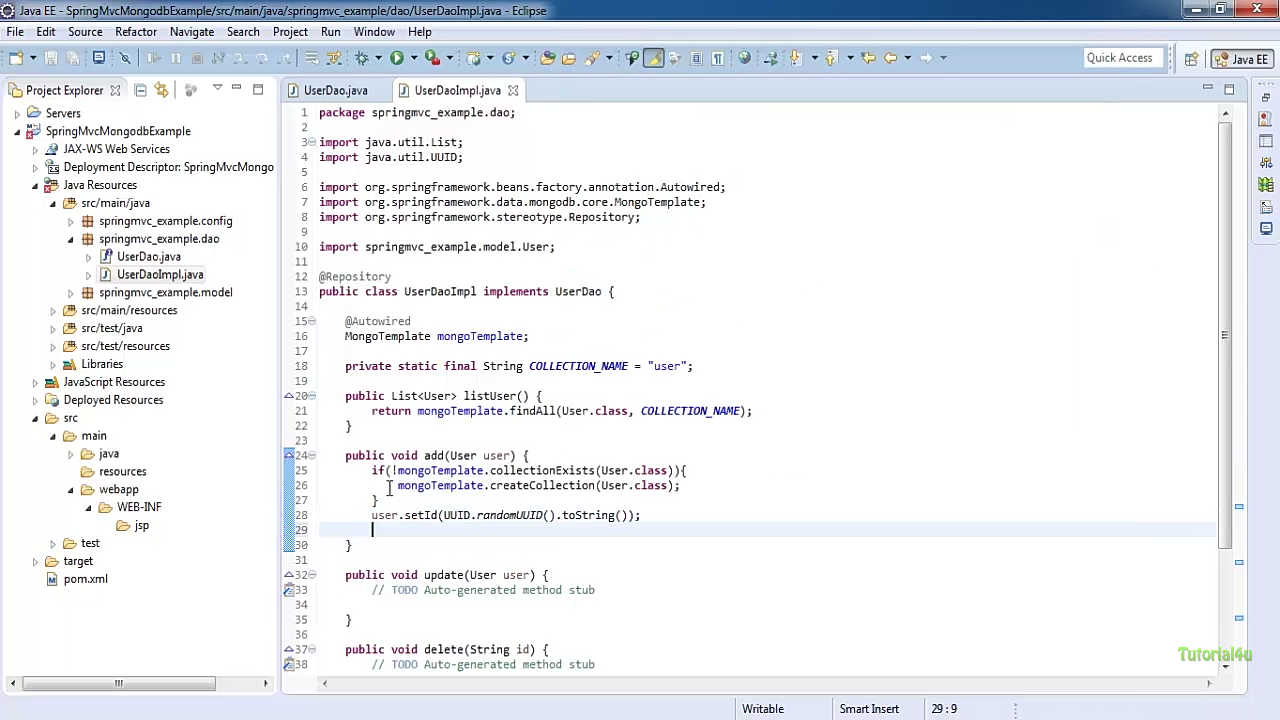 Java EE - SpringMvcMongodbExample/src/main/java/springmvc_example/dao/UserDaoImpl.java - Eclipse
File Edit Source Refactor Navigate Search Project Run Window Help
Quick Access
Java EE
Project Explorer
Servers
SpringMvcMongodbExample
JAX-WS Web Services
Deployment Descriptor: SpringMvcMongo
Java Resources
src/main/java
springmvc_example.config
springmvc_example.dao
UserDao.java
UserDaoImpl.java
springmvc_example.model
src/main/resources
src/test/java
src/test/resources
Libraries
JavaScript Resources
Deployed Resources
src
main
java
resources
webapp
WEB-INF
jsp
test
target
pom.xml
UserDao.java
UserDaoImpl.java
1 package springmvc_example.dao;
2
3 import java.util.List;
4 import java.util.UUID;
5
6 import org.springframework.beans.factory.annotation.Autowired;
7 import org.springframework.data.mongodb.core.MongoTemplate;
8 import org.springframework.stereotype.Repository;
9
10 import springmvc_example.model.User;
11
12 @Repository
13 public class UserDaoImpl implements UserDao {
14
15 @Autowired
16 MongoTemplate mongoTemplate;
17
18 private static final String COLLECTION_NAME = "user";
19
20 public List<User> listUser() {
21 return mongoTemplate.findAll(User.class, COLLECTION_NAME);
22 }
23
24 public void add(User user) {
25 if(!mongoTemplate.collectionExists(User.class)){
26 mongoTemplate.createCollection(User.class);
27 }
28 user.setId(UUID.randomUUID().toString());
29
30 }
31
32 public void update(User user) {
33 // TODO Auto-generated method stub
34
35 }
36
37 public void delete(String id) {
38 // TODO Auto-generated method stub
Tutorial4u
Writable
Smart Insert
29 : 9